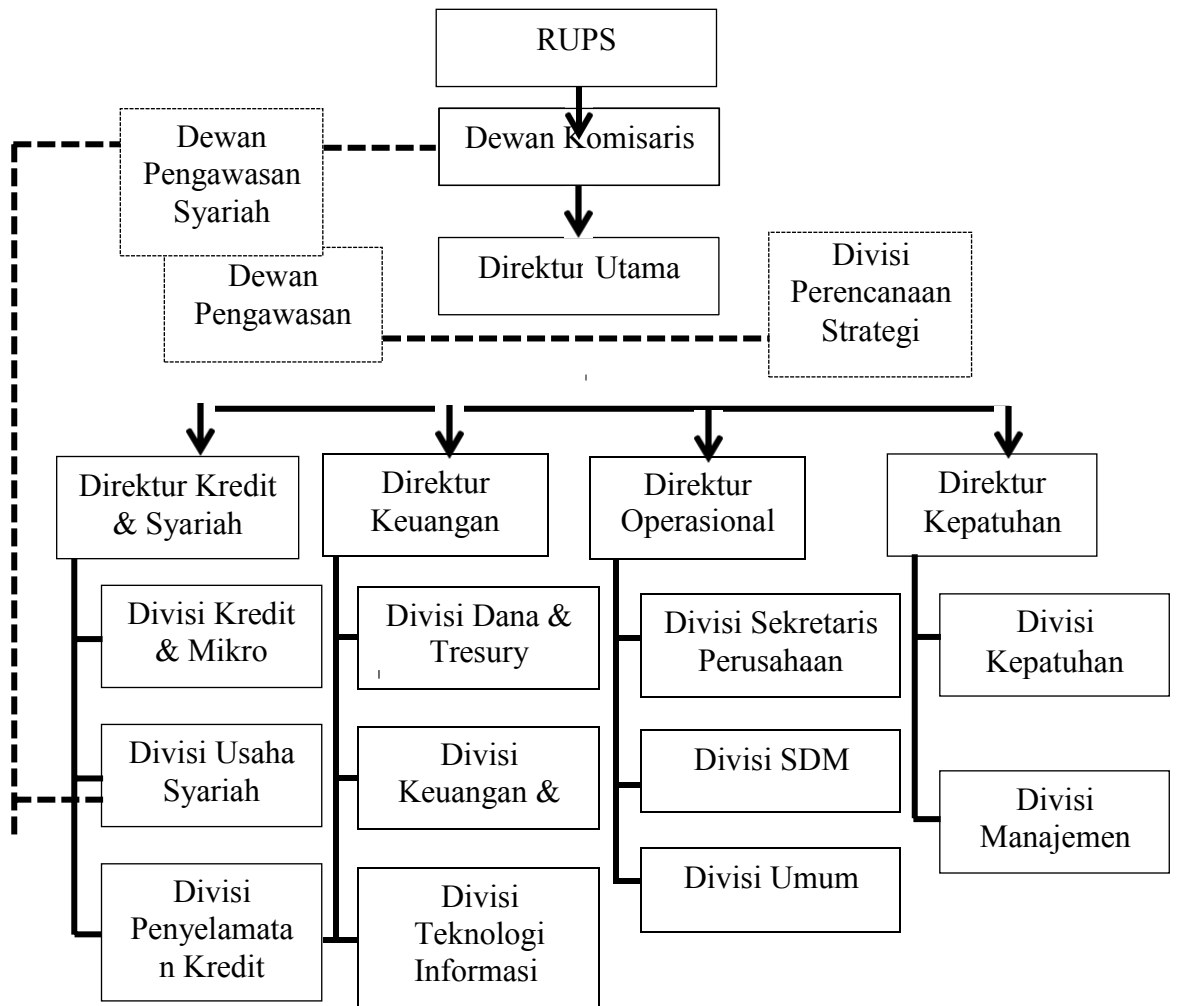 RUPS
Dewan Komisaris
Dewan
Pengawasan
Syariah
Direktur Utama
Dewan
Pengawasan
Divisi
Perencanaan
Strategi
Direktur Kredit
& Syariah
Direktur
Keuangan
Direktur
Operasional
Direktur
Kepatuhan
Divisi Kredit
& Mikro
Divisi Usaha
Syariah
Divisi
Penyelamata
n Kredit
Divisi Dana &
Tresury
Divisi
Keuangan &
Divisi
Teknologi
Informasi
Divisi Sekretaris
Perusahaan
Divisi SDM
Divisi Umum
Divisi
Kepatuhan
Divisi
Manajemen